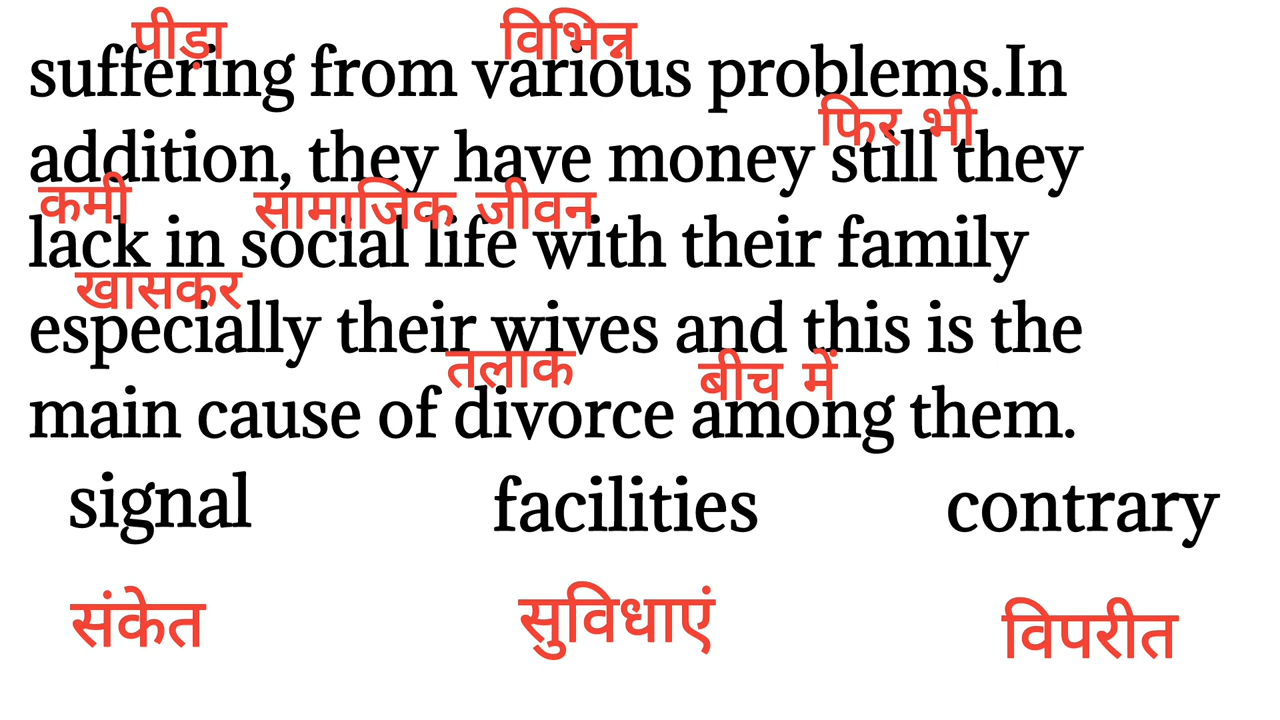 पीड़ा विभिन्न
suffering from various problems.In
फिर भी
addition, they have money still they
कमी सामाजिक जीवन
lack in social life with their family
खासकर
especially their wives and this is the
तलाक बीच में
main cause of divorce among them.
signal facilities contrary
संकेत सुविधाएं विपरीत